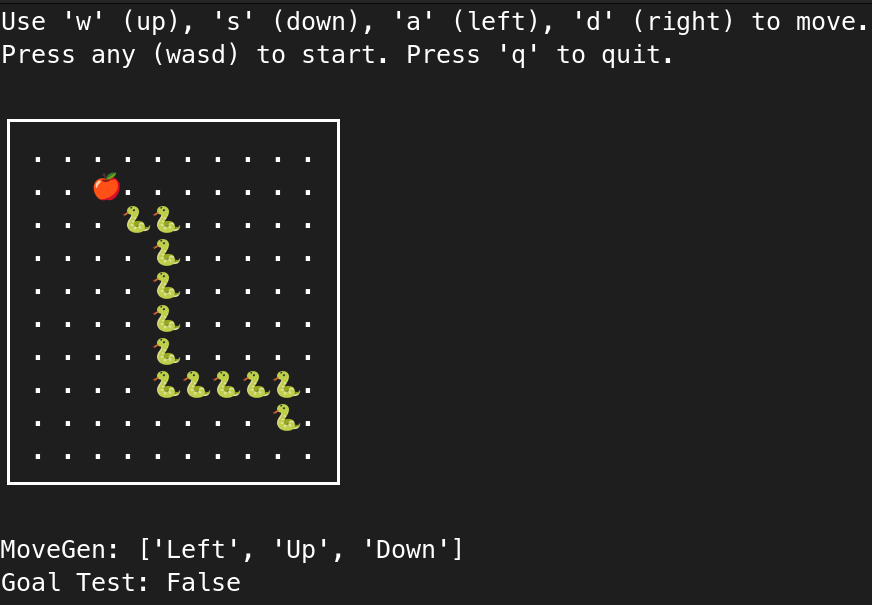 Use 'w' (up), 's' (down), 'a' (left), 'd' (right) to move.
Press any (wasd) to start. Press 'q' to quit.
. . . . . . . . . .
. . 🍎. . . . . . .
. . . 🐍🐍. . . . .
. . . . 🐍. . . . .
. . . . 🐍. . . . .
. . . . 🐍. . . . .
. . . . 🐍. . . . .
. . . . 🐍🐍🐍🐍🐍.
. . . . . . . . 🐍.
. . . . . . . . . .
MoveGen: ['Left', 'Up', 'Down']
Goal Test: False